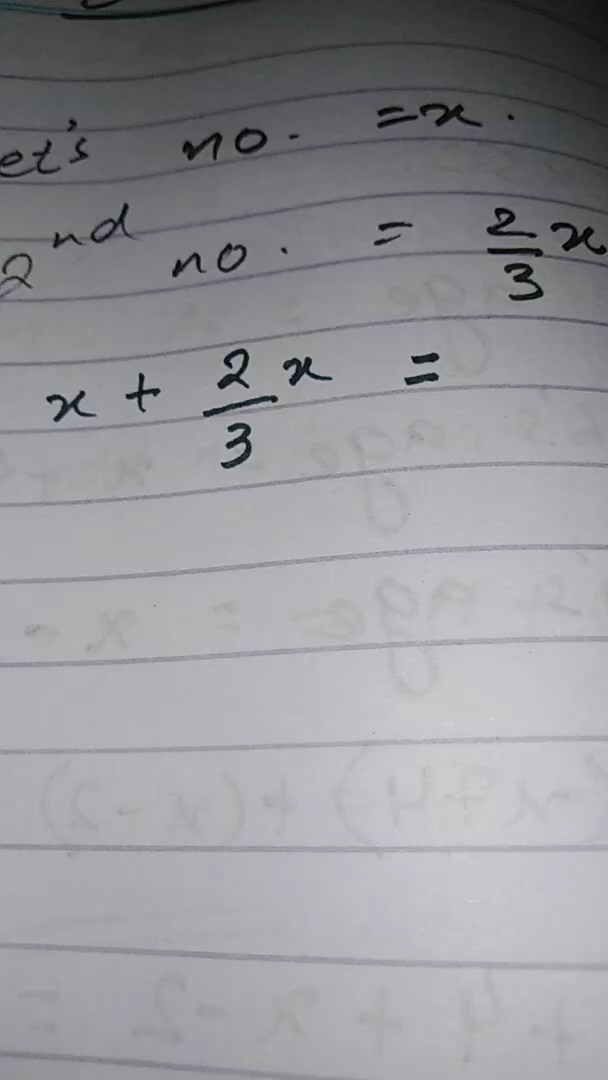 et's no. = x.
2nd no. = 2/3 x
x + 2/3 x =